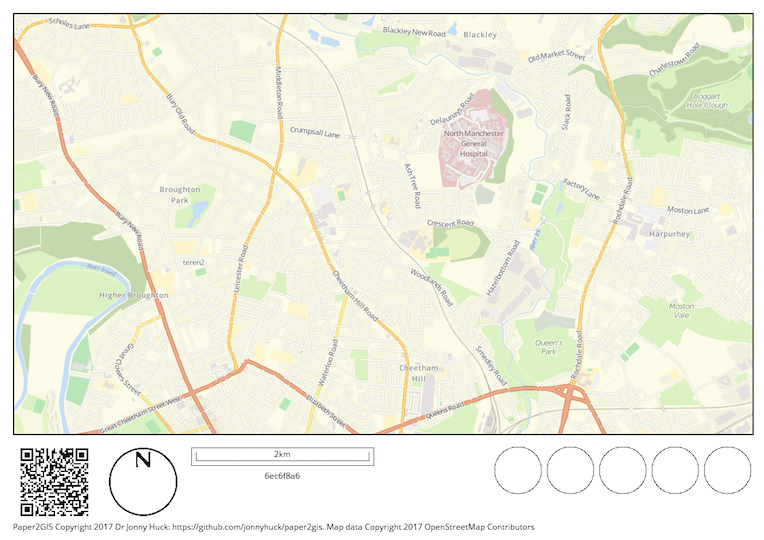 Scholes Lane
Blackley New Road
Blackley
Old Market Street
Charlestown Road
Bury New Road
Middleton Road
Bury Old Road
Delaunays Road
Slack Road
Boggart
Hole Clough
Crumpsall Lane
North Manchester
General
Hospital
Ash Tree Road
Factory Lane
Rochdale Road
Broughton
Park
Moston Lane
Bury New Road
Crescent Road
River Irk
Harpurhey
teren2
Leicester Road
River Irwell
Woodlands Road
Hazelbottom Road
Higher Broughton
Cheetham Hill Road
Moston
Vale
Great Clowes Street
Waterloo Road
Queen's
Park
Rochdale Road
Smedley Road
Cheetham
Hill
Great Cheetham Street West
Elizabeth Street
Queens Road
N
2km
6ec6f8a6
Paper2GIS Copyright 2017 Dr Jonny Huck: https://github.com/jonnyhuck/paper2gis. Map data Copyright 2017 OpenStreetMap Contributors